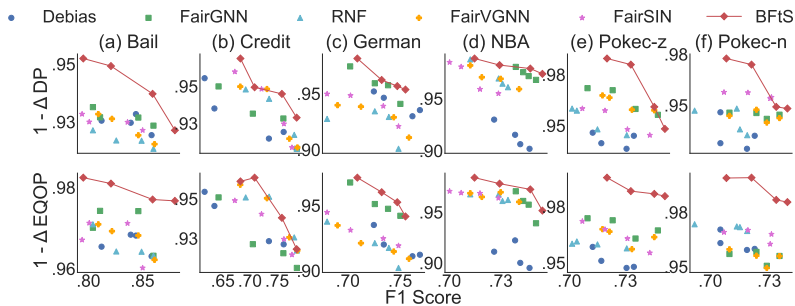 Debias FairGNN RNF FairVGNN FairSIN BFtS
(a) Bail (b) Credit (c) German (d) NBA (e) Pokec-z (f) Pokec-n
1 - Δ DP
.95 .93
.95 .93
.95 .90
.95 .90
.98 .95
.98 .95
1 - Δ EQOP
.98 .96
.95 .93
.95 .90
.95 .90
.98 .95
.98 .95
.80 .85 .65 .70 .75 .70 .75 .70 .73 .70 .73 .70 .73
F1 Score